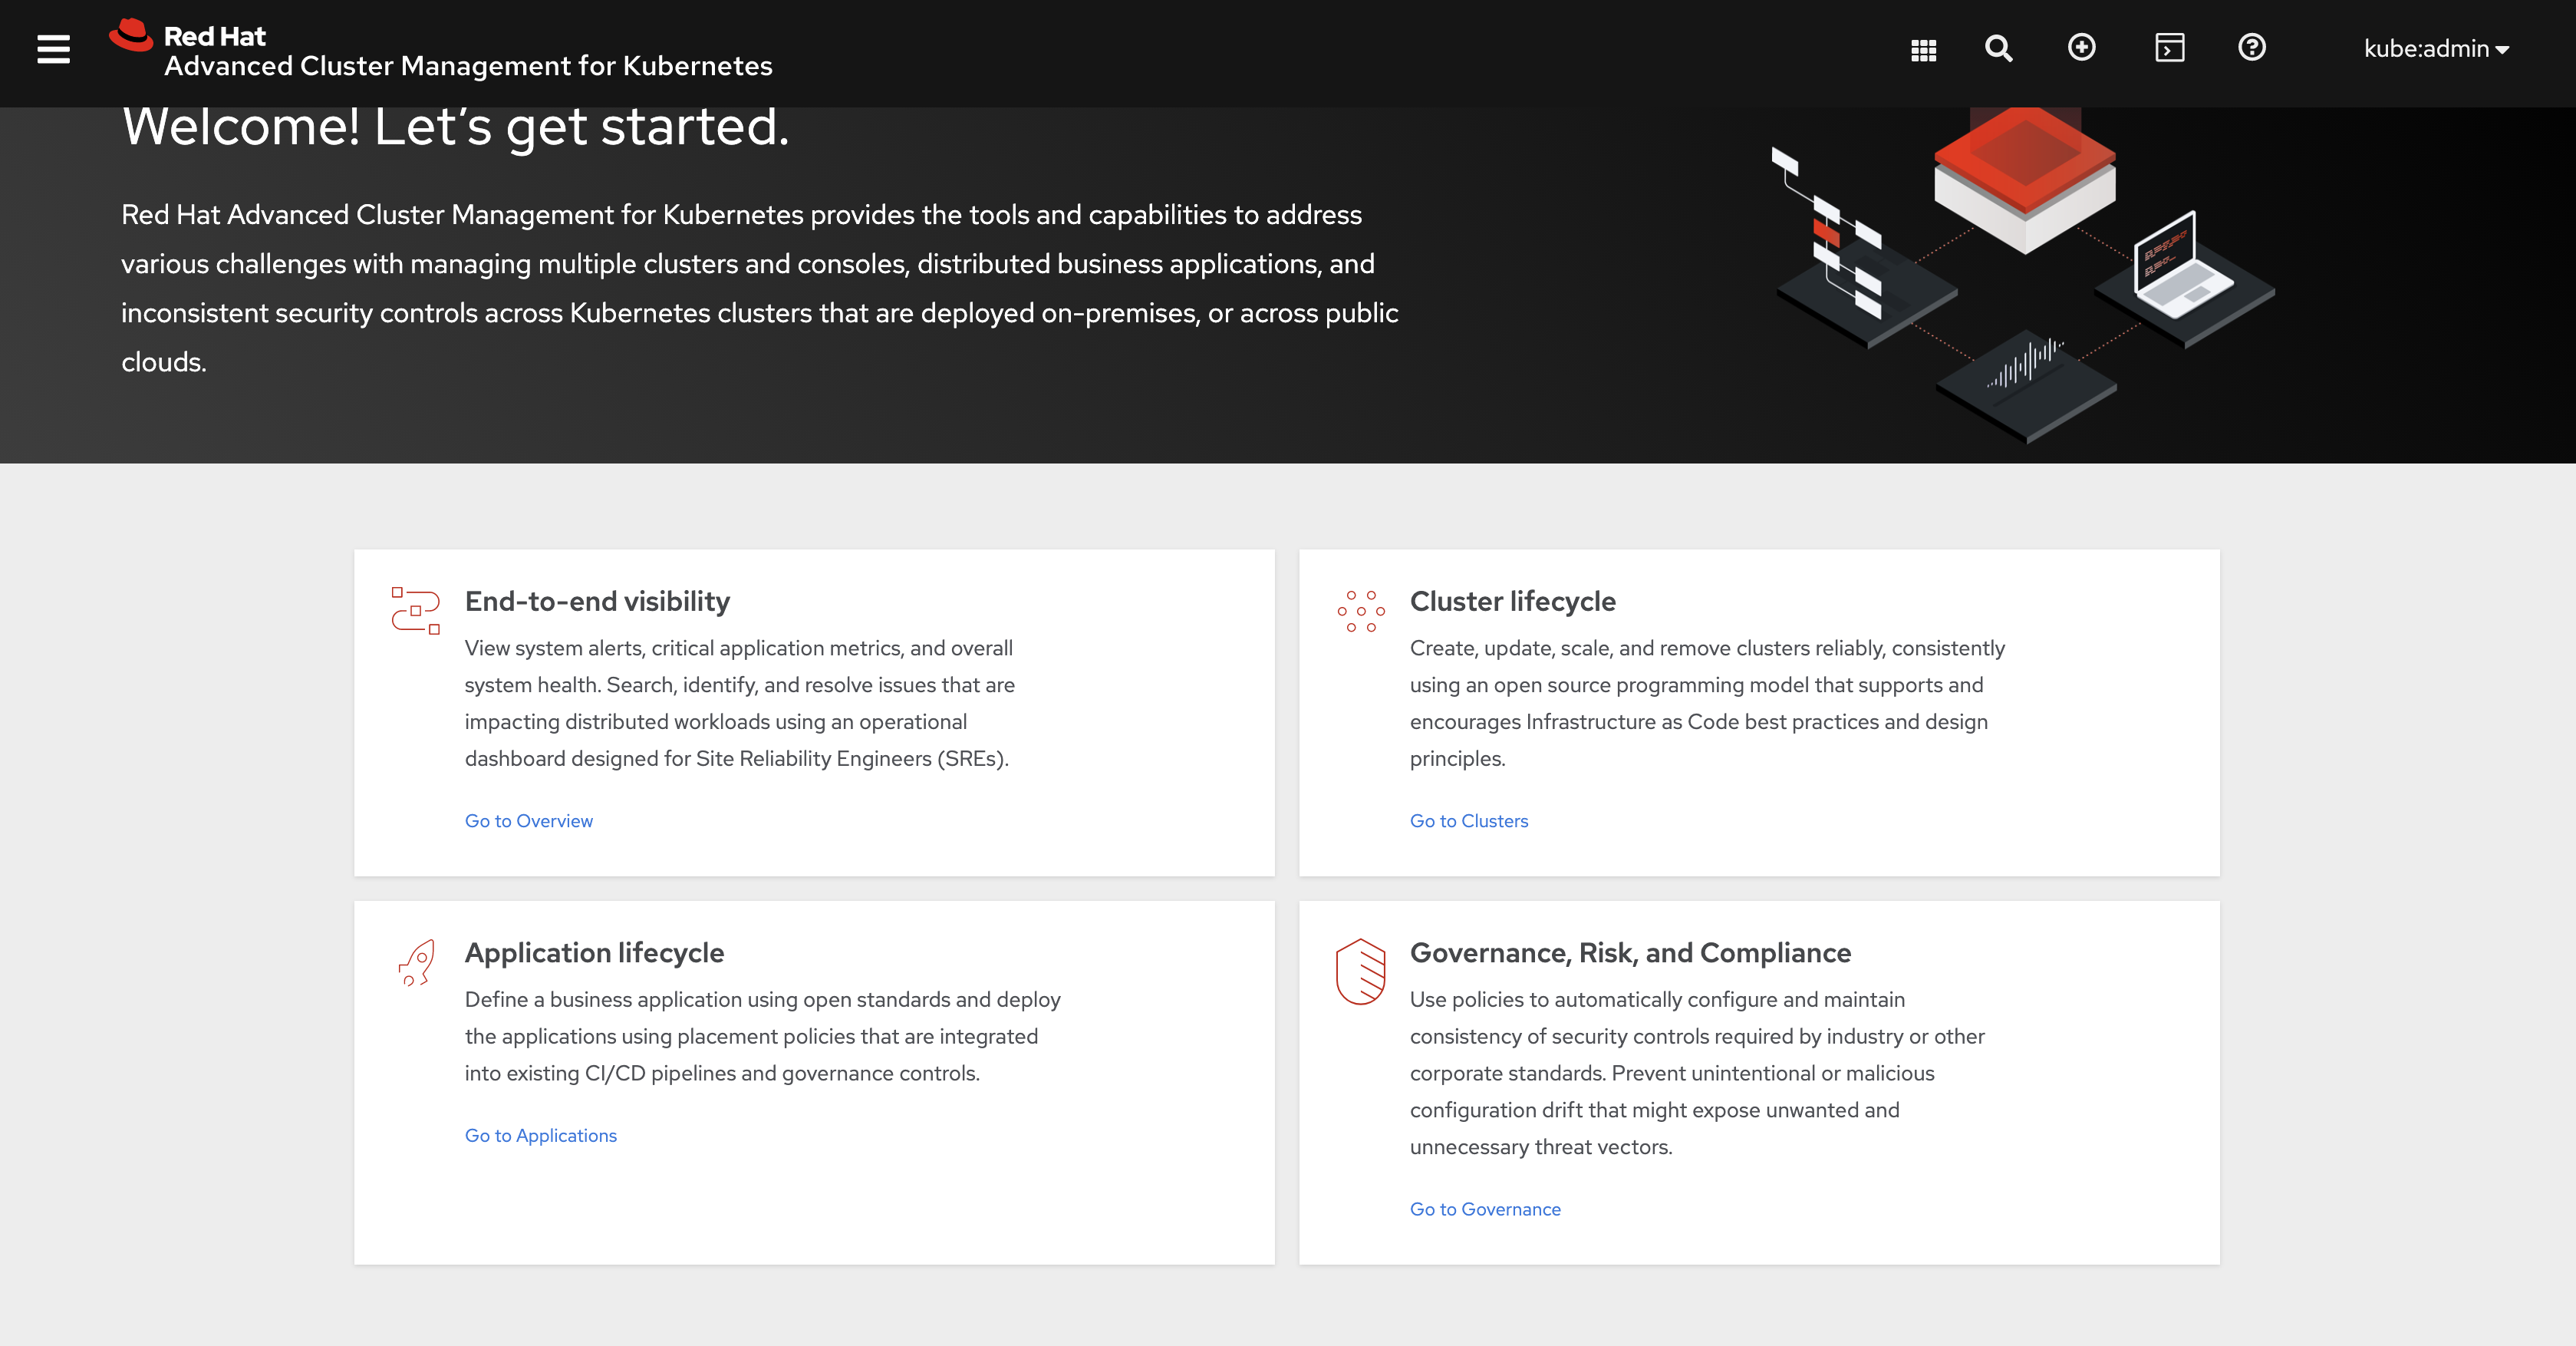 Red Hat
Advanced Cluster Management for Kubernetes
kube:admin
Welcome! Let's get started.
Red Hat Advanced Cluster Management for Kubernetes provides the tools and capabilities to address
various challenges with managing multiple clusters and consoles, distributed business applications, and
inconsistent security controls across Kubernetes clusters that are deployed on-premises, or across public
clouds.
End-to-end visibility
View system alerts, critical application metrics, and overall
system health. Search, identify, and resolve issues that are
impacting distributed workloads using an operational
dashboard designed for Site Reliability Engineers (SREs).
Go to Overview
Cluster lifecycle
Create, update, scale, and remove clusters reliably, consistently
using an open source programming model that supports and
encourages Infrastructure as Code best practices and design
principles.
Go to Clusters
Application lifecycle
Define a business application using open standards and deploy
the applications using placement policies that are integrated
into existing CI/CD pipelines and governance controls.
Go to Applications
Governance, Risk, and Compliance
Use policies to automatically configure and maintain
consistency of security controls required by industry or other
corporate standards. Prevent unintentional or malicious
configuration drift that might expose unwanted and
unnecessary threat vectors.
Go to Governance